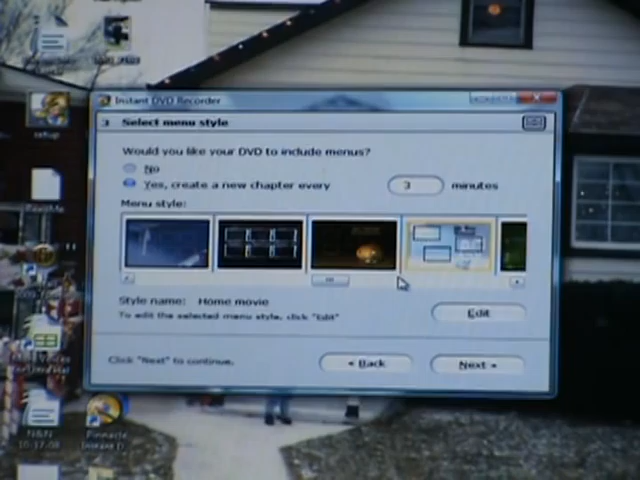 Instant DVD Recorder
3 Select menu style
Would you like your DVD to include menus?
No
Yes, create a new chapter every 3 minutes
Menu style:
Style name: Home movie
To edit the selected menu style, click "Edit"
Edit
Click "Next" to continue.
« Back
Next »
setup
Pinnacle